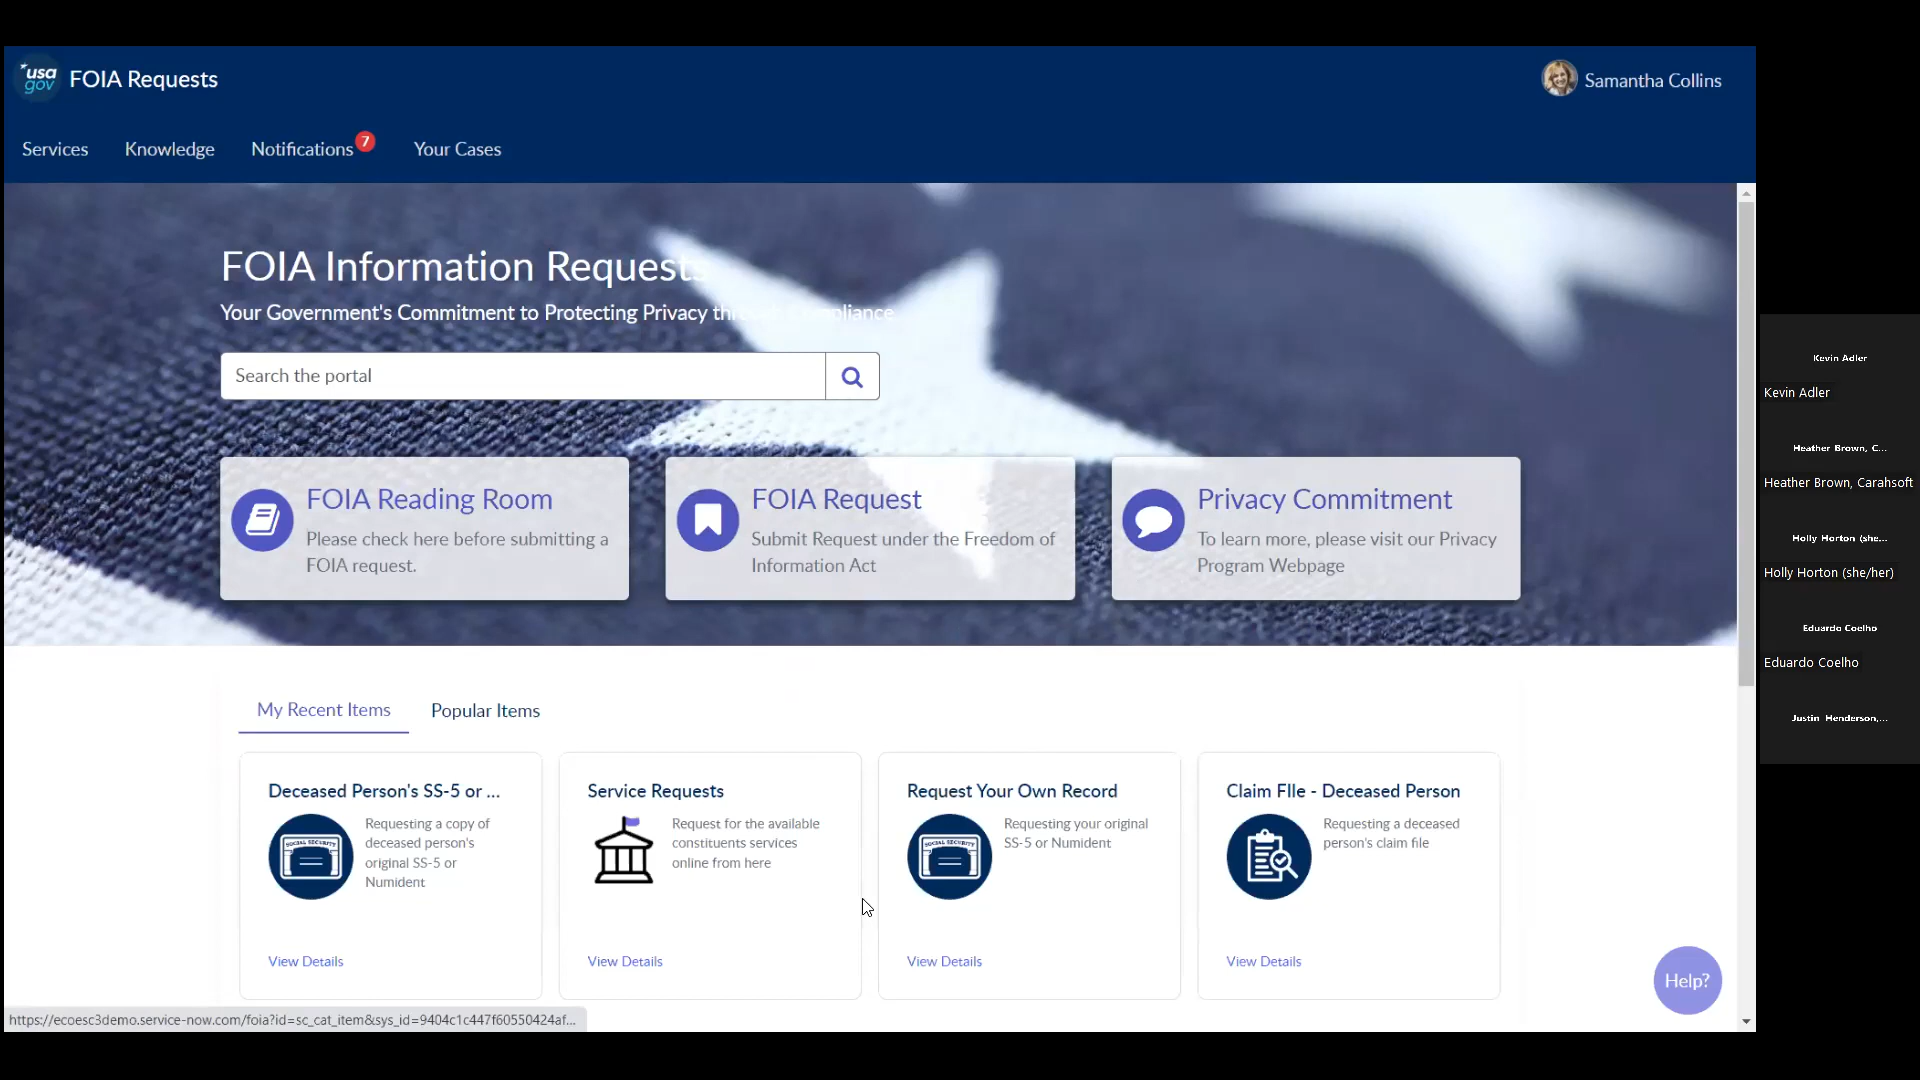 usa
gov
FOIA Requests
Samantha Collins
Services
Knowledge
Notifications
7
Your Cases
FOIA Information Requests
Your Government's Commitment to Protecting Privacy through Compliance
Search the portal
FOIA Reading Room
Please check here before submitting a
FOIA request.
FOIA Request
Submit Request under the Freedom of
Information Act
Privacy Commitment
To learn more, please visit our Privacy
Program Webpage
My Recent Items
Popular Items
Deceased Person's SS-5 or ...
SOCIAL SECURITY
Requesting a copy of
deceased person's
original SS-5 or
Numident
View Details
Service Requests
Request for the available
constituents services
online from here
View Details
Request Your Own Record
SOCIAL SECURITY
Requesting your original
SS-5 or Numident
View Details
Claim FIle - Deceased Person
Requesting a deceased
person's claim file
View Details
Help?
https://ecoesc3demo.service-now.com/foia?id=sc_cat_item&sys_id=9404c1c447f60550424af...
Kevin Adler
Kevin Adler
Heather Brown, C...
Heather Brown, Carahsoft
Holly Horton (she...
Holly Horton (she/her)
Eduardo Coelho
Eduardo Coelho
Justin Henderson,...